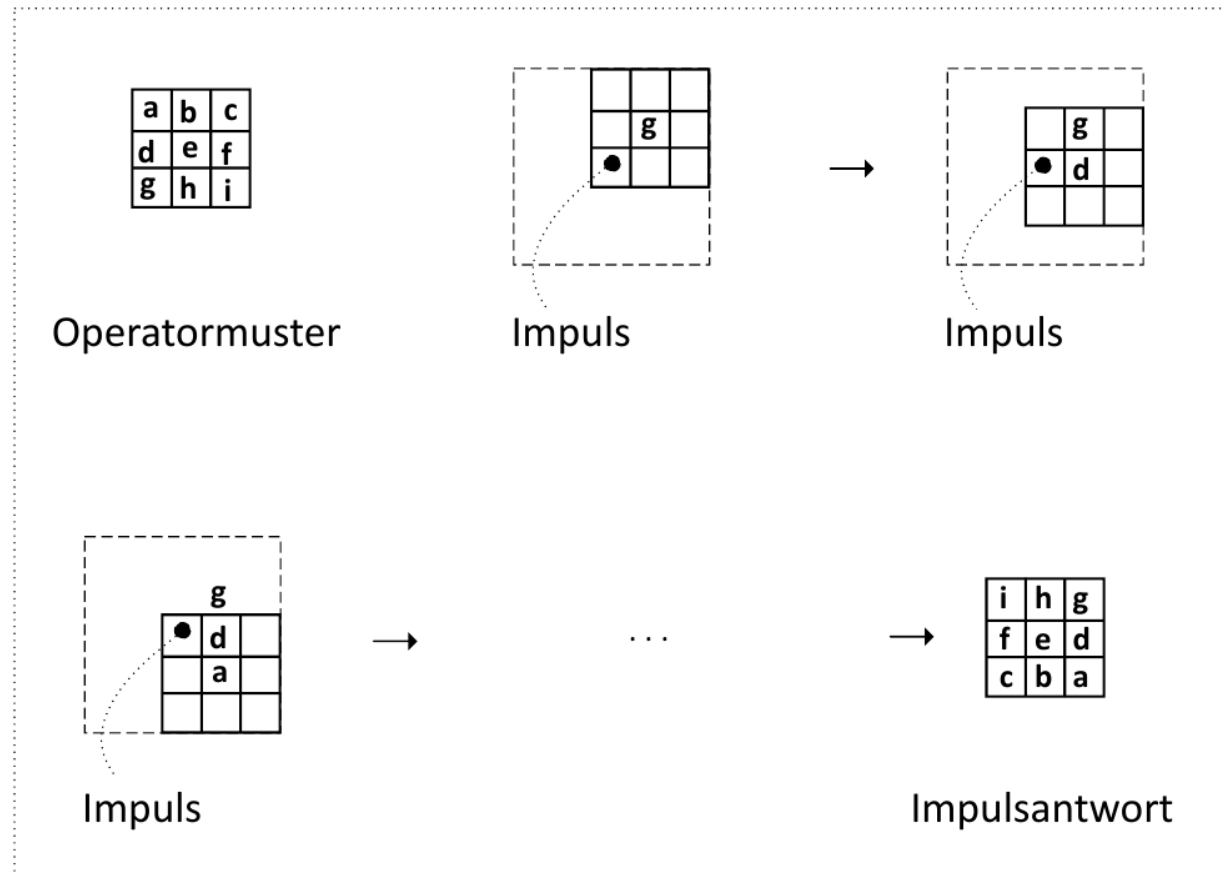 a b c
d e f
g h i
g
g
d
Operatormuster
Impuls
Impuls
g
d
a
...
i h g
f e d
c b a
Impuls
Impulsantwort